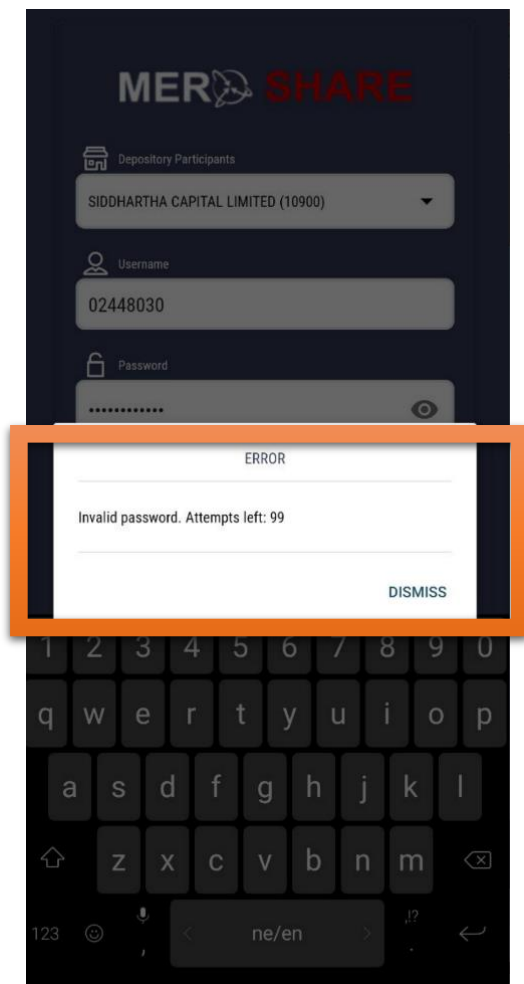 MERO SHARE
Depository Participants
SIDDHARTHA CAPITAL LIMITED (10900)
Username
02448030
Password
••••••••••••
ERROR
Invalid password. Attempts left: 99
DISMISS
1 2 3 4 5 6 7 8 9 0
q w e r t y u i o p
a s d f g h j k l
z x c v b n m
123 , < ne/en > ,!? .